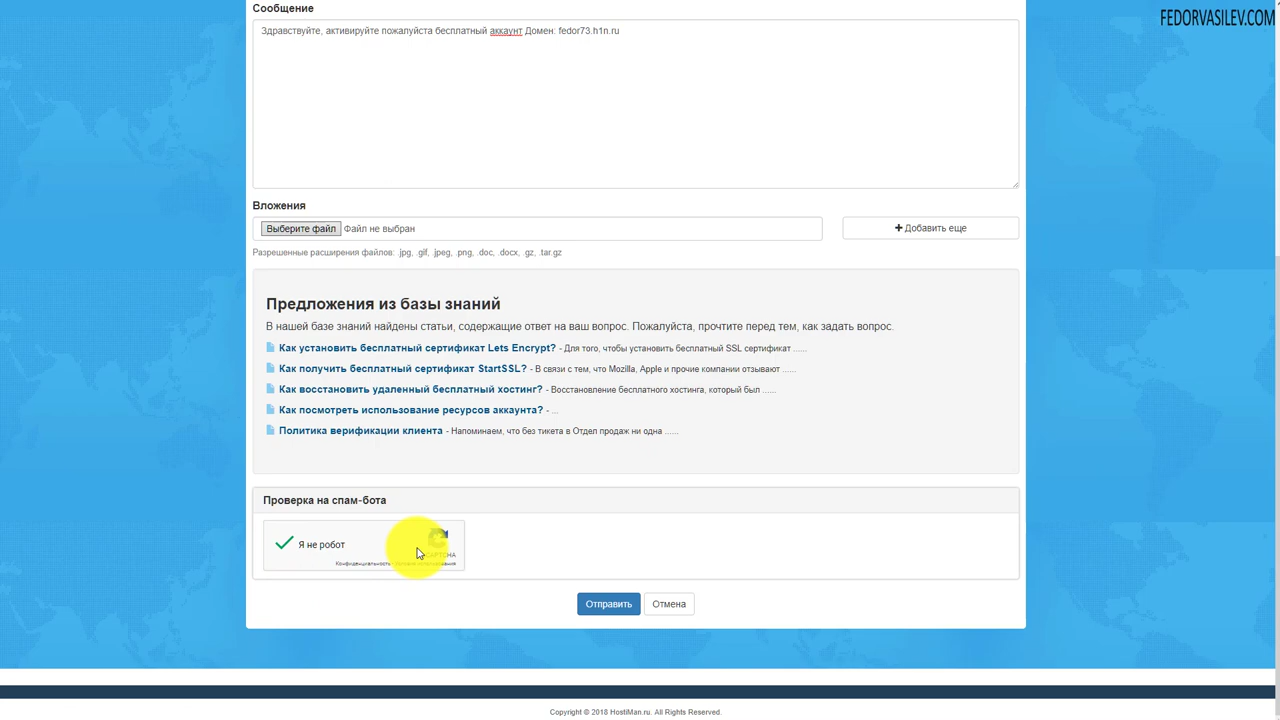 FEDORVASILEV.COM
Сообщение
Здравствуйте, активируйте пожалуйста бесплатный аккаунт Домен: fedor73.h1n.ru
Вложения
Выберите файл Файл не выбран
Добавить еще
Разрешенные расширения файлов: .jpg, .gif, .jpeg, .png, .doc, .docx, .gz, .tar.gz
Предложения из базы знаний
В нашей базе знаний найдены статьи, содержащие ответ на ваш вопрос. Пожалуйста, прочтите перед тем, как задать вопрос.
Как установить бесплатный сертификат Lets Encrypt? - Для того, чтобы установить бесплатный SSL сертификат ......
Как получить бесплатный сертификат StartSSL? - В связи с тем, что Mozilla, Apple и прочие компании отзывают ......
Как восстановить удаленный бесплатный хостинг? - Восстановление бесплатного хостинга, который был ......
Как посмотреть использование ресурсов аккаунта? - ...
Политика верификации клиента - Напоминаем, что без тикета в Отдел продаж ни одна ......
Проверка на спам-бота
Я не робот
Отправить Отмена
Copyright © 2018 HostiMan.ru. All Rights Reserved.